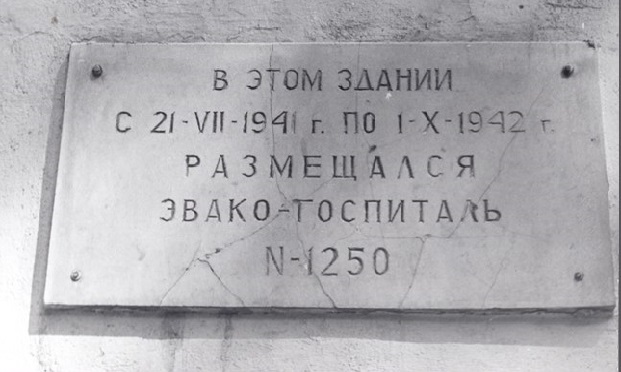 В ЭТОМ ЗДАНИИ
С 21-VII-1941 г. ПО 1-X-1942 г.
РАЗМЕЩАЛСЯ
ЭВАКО-ГОСПИТАЛЬ
N-1250